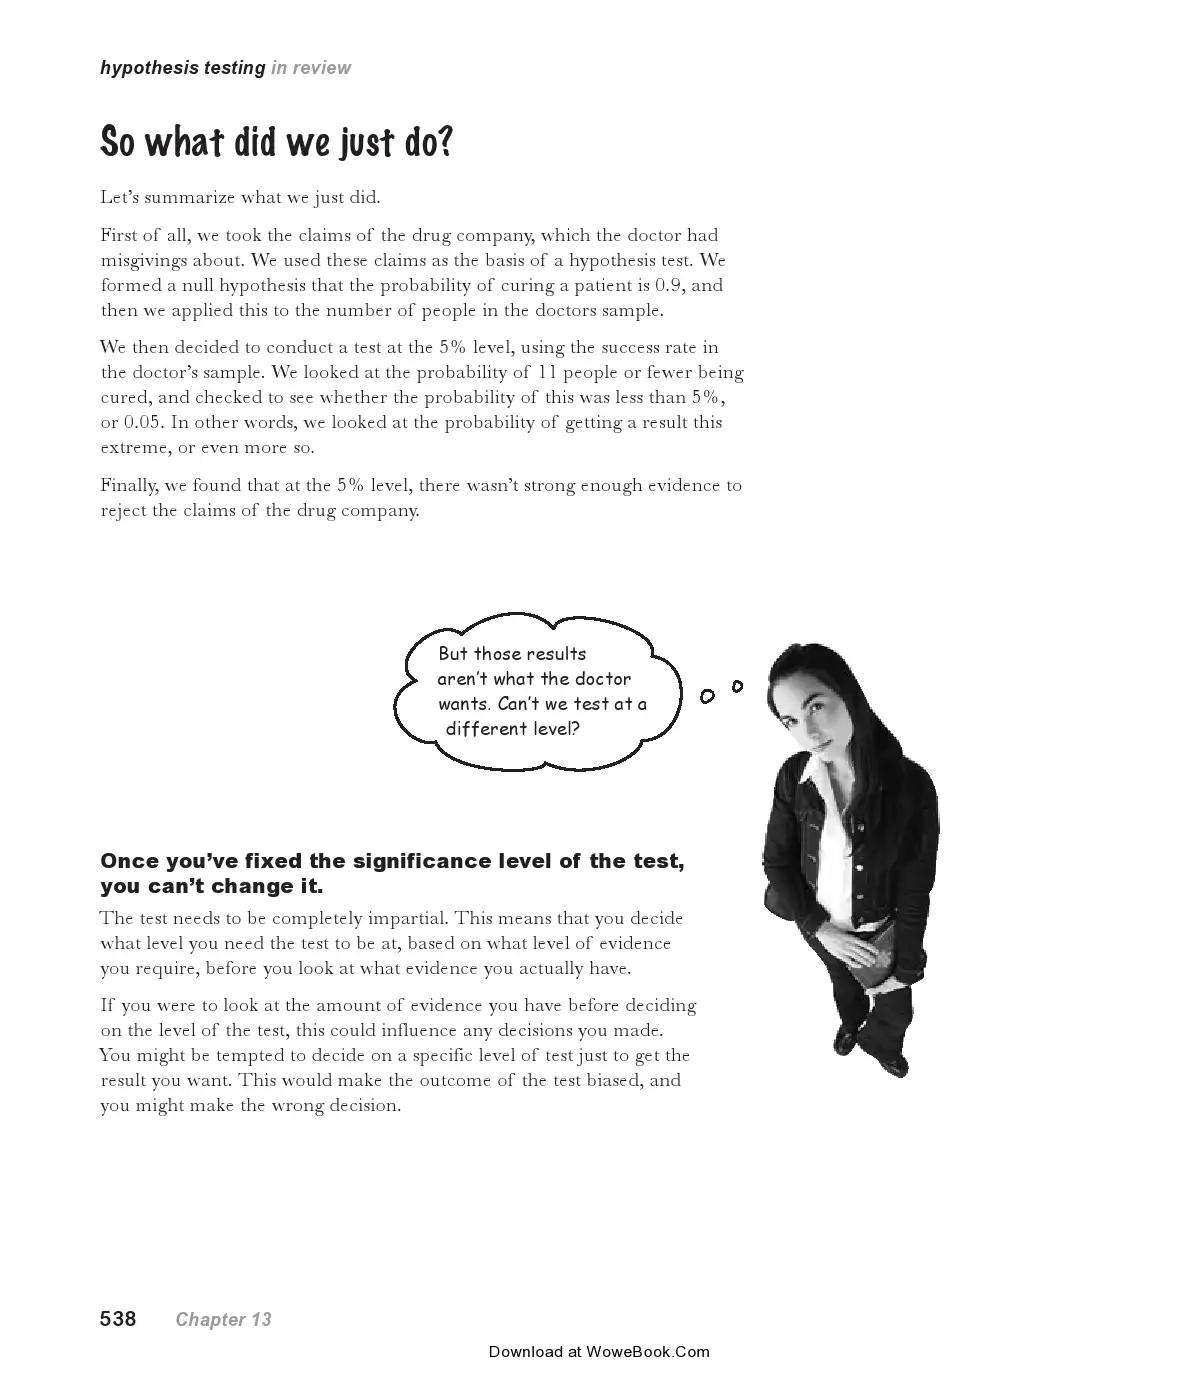 hypothesis testing in review
So what did we just do?
Let's summarize what we just did.
First of all, we took the claims of the drug company, which the doctor had
misgivings about. We used these claims as the basis of a hypothesis test. We
formed a null hypothesis that the probability of curing a patient is 0.9, and
then we applied this to the number of people in the doctors sample.
We then decided to conduct a test at the 5% level, using the success rate in
the doctor's sample. We looked at the probability of 11 people or fewer being
cured, and checked to see whether the probability of this was less than 5%,
or 0.05. In other words, we looked at the probability of getting a result this
extreme, or even more so.
Finally, we found that at the 5% level, there wasn't strong enough evidence to
reject the claims of the drug company.
But those results
aren't what the doctor
wants. Can't we test at a
different level?
Once you've fixed the significance level of the test,
you can't change it.
The test needs to be completely impartial. This means that you decide
what level you need the test to be at, based on what level of evidence
you require, before you look at what evidence you actually have.
If you were to look at the amount of evidence you have before deciding
on the level of the test, this could influence any decisions you made.
You might be tempted to decide on a specific level of test just to get the
result you want. This would make the outcome of the test biased, and
you might make the wrong decision.
538 Chapter 13
Download at WoweBook.Com